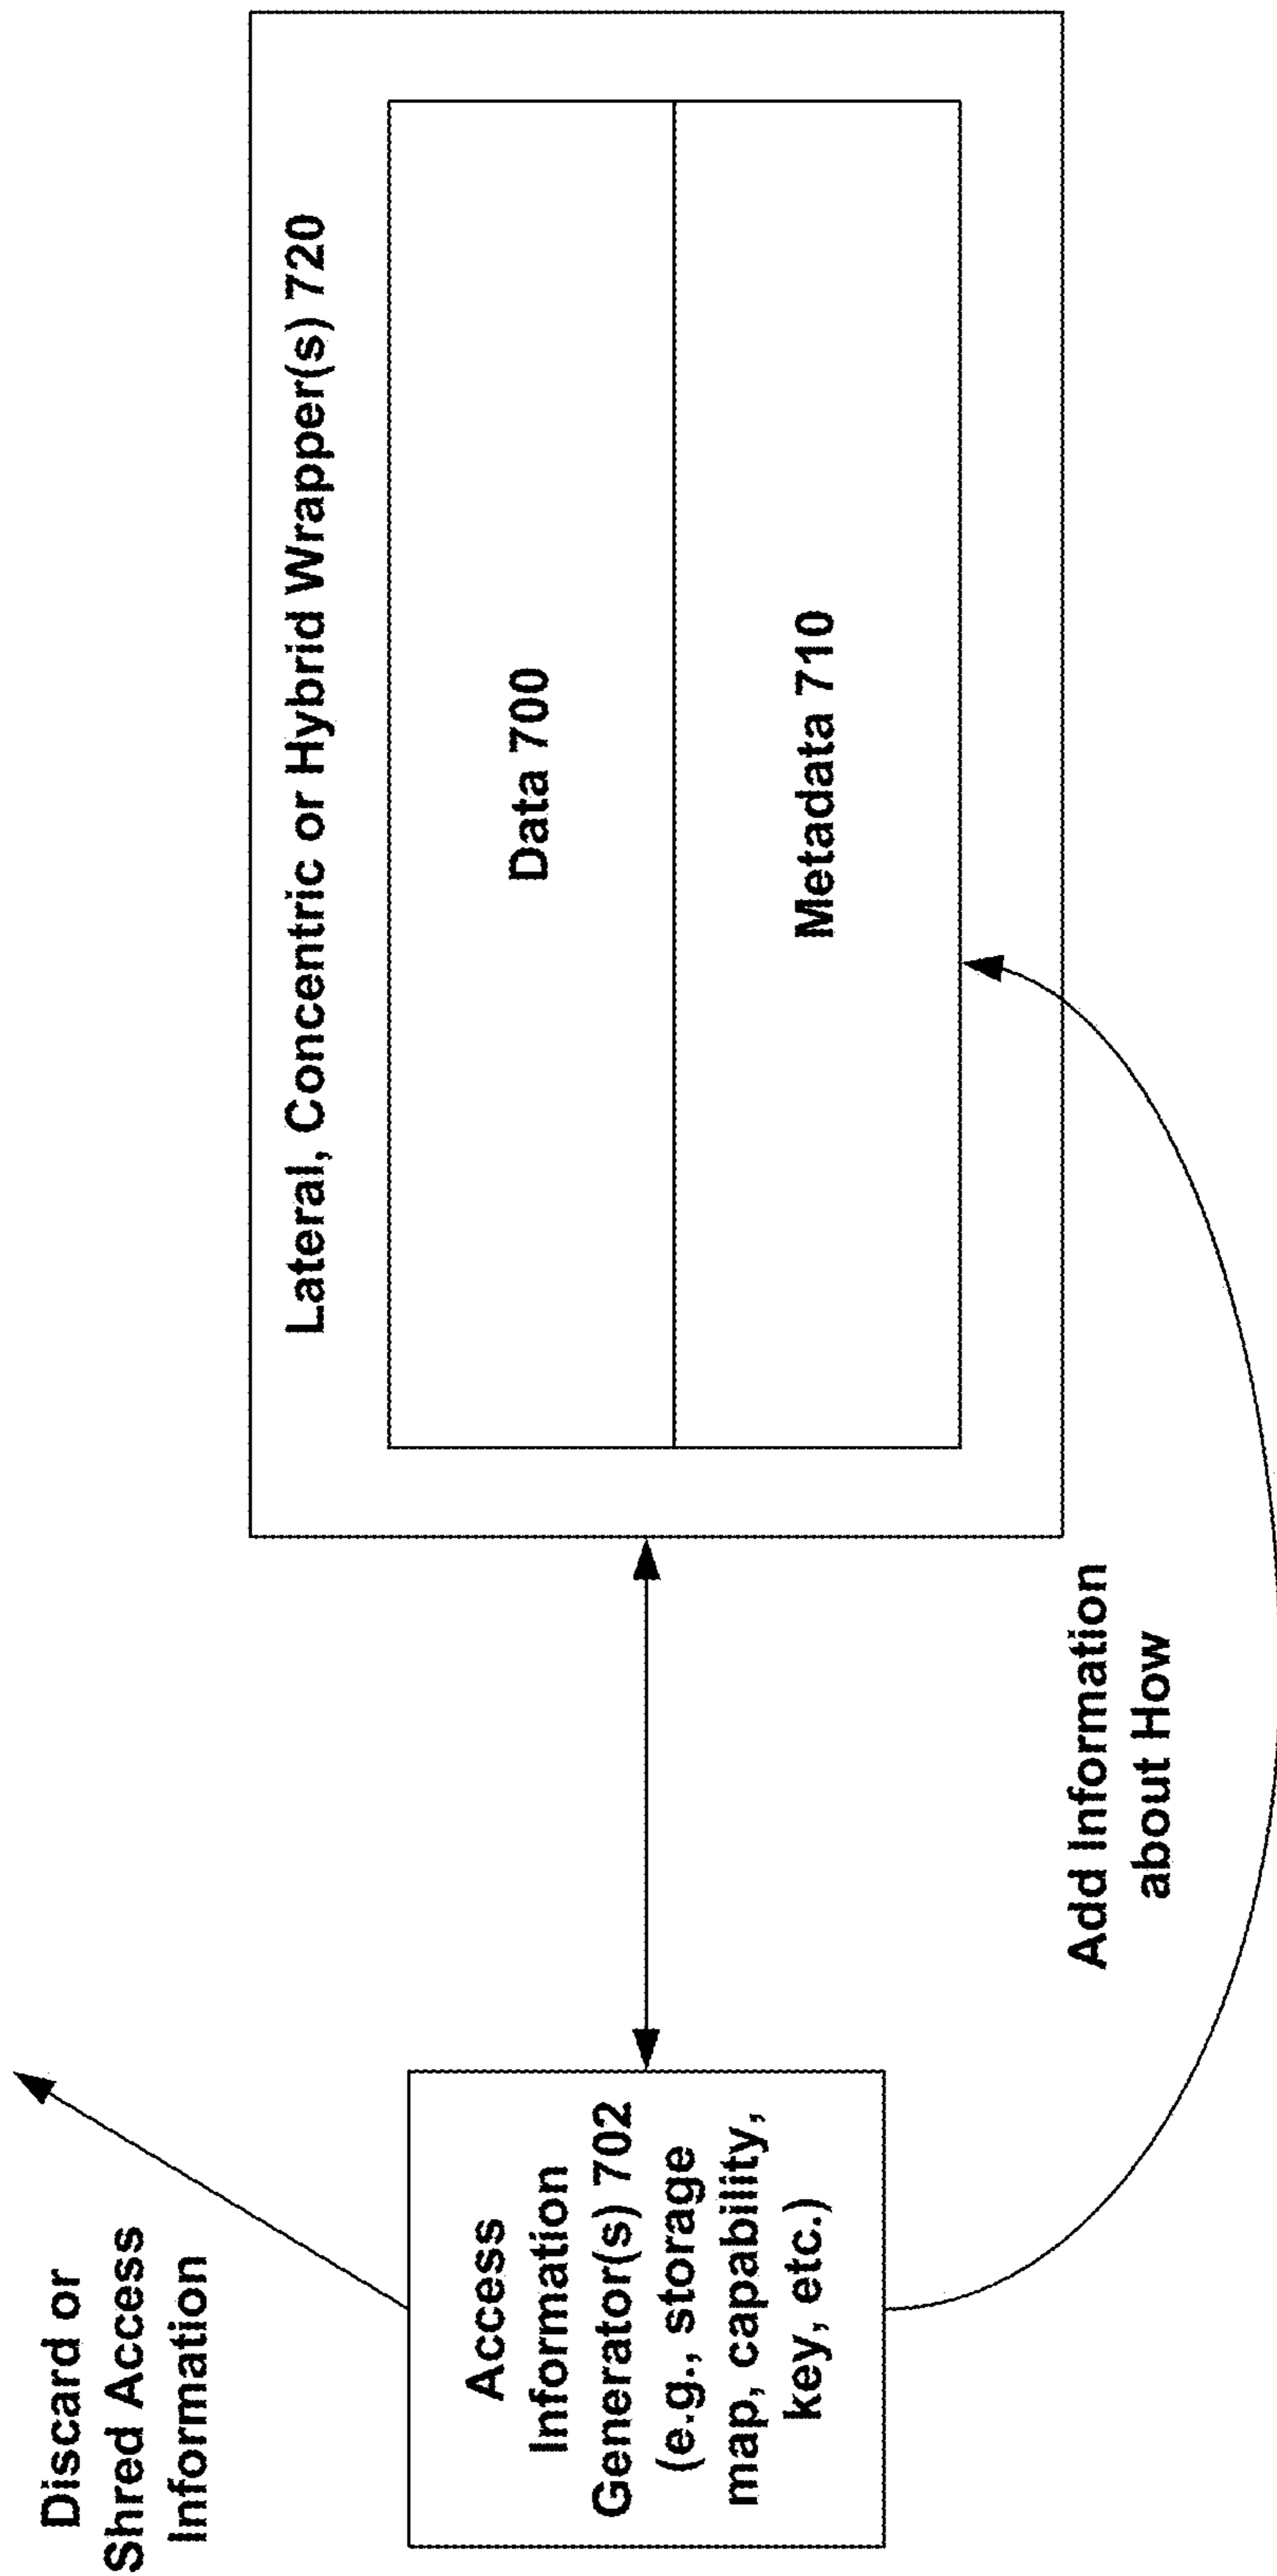 Discard or
Shred Access
Information
Access
Information
Generator(s) 702
(e.g., storage
map, capability,
key, etc.)
Add Information
about How
Lateral, Concentric or Hybrid Wrapper(s) 720
Data 700
Metadata 710